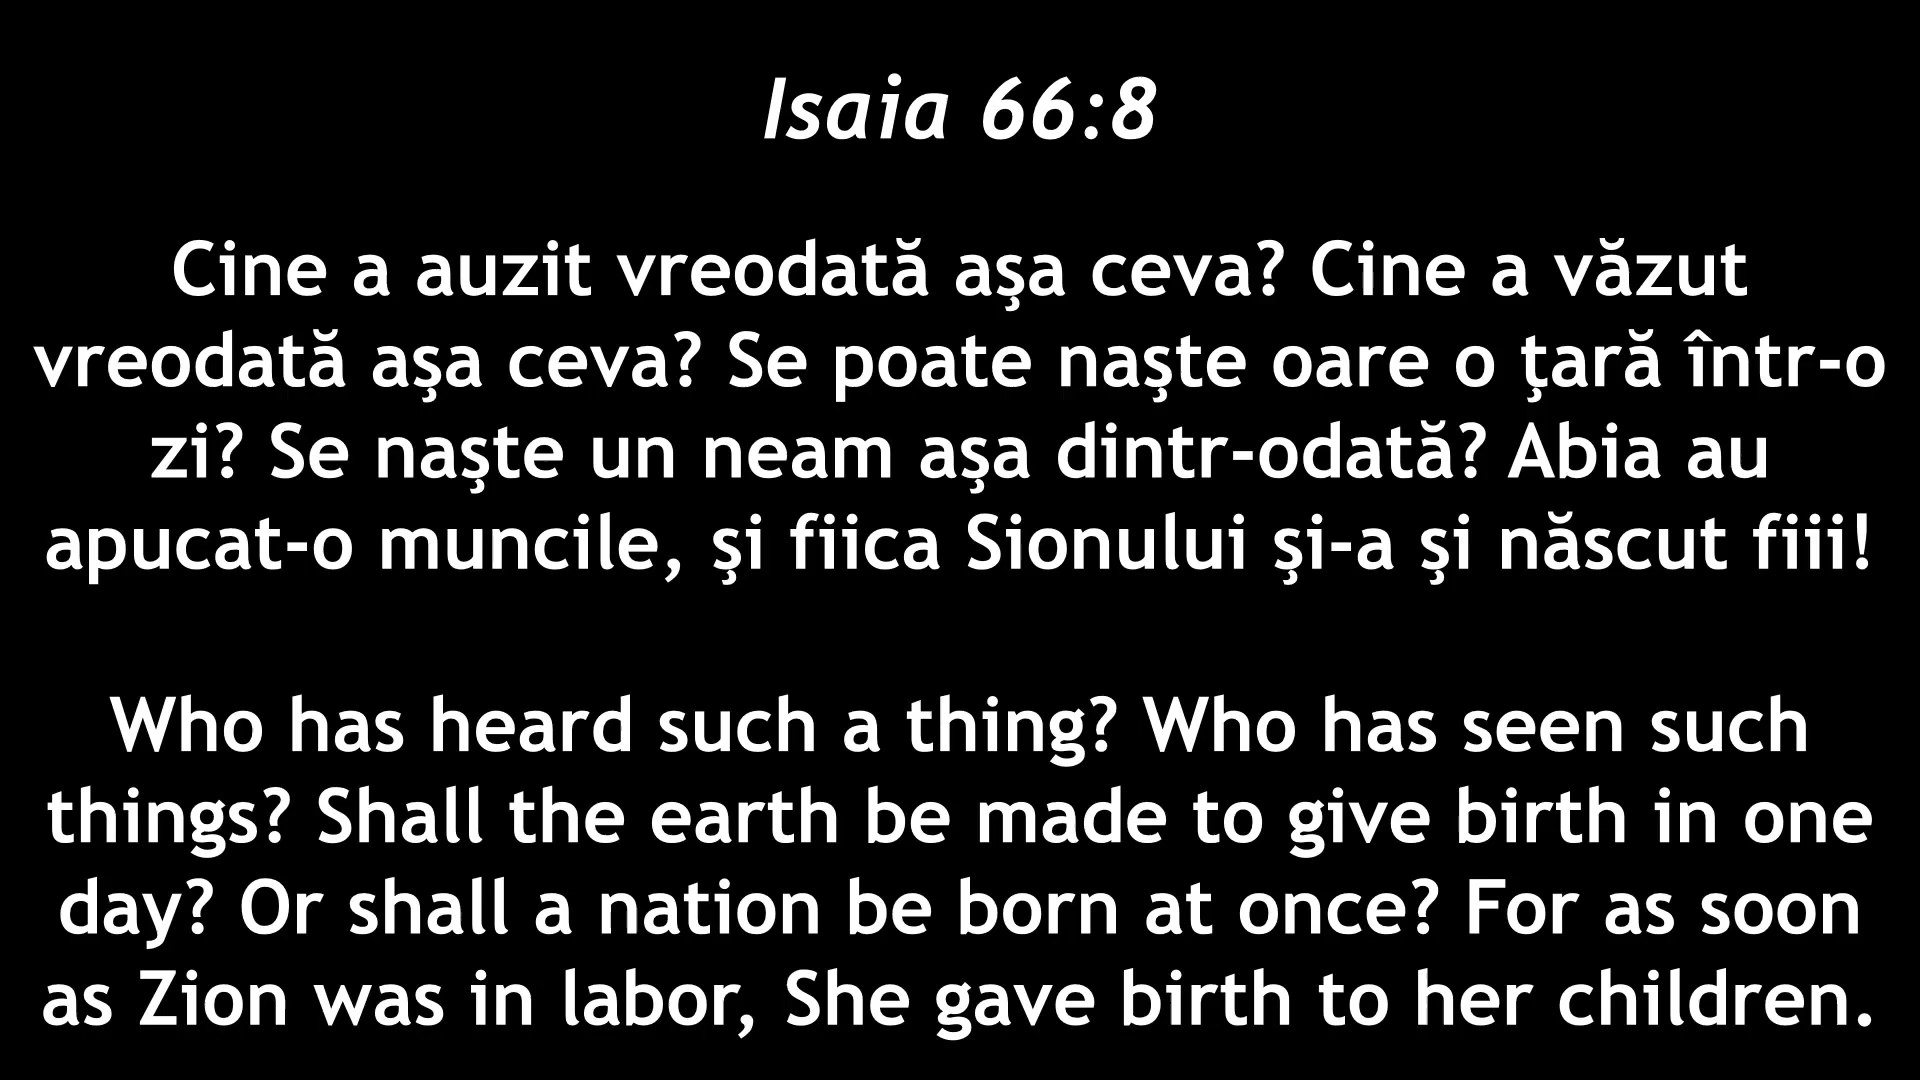 Isaia 66:8
Cine a auzit vreodată aşa ceva? Cine a văzut
vreodată aşa ceva? Se poate naşte oare o ţară într-o
zi? Se naşte un neam aşa dintr-odată? Abia au
apucat-o muncile, şi fiica Sionului şi-a şi născut fiii!
Who has heard such a thing? Who has seen such
things? Shall the earth be made to give birth in one
day? Or shall a nation be born at once? For as soon
as Zion was in labor, She gave birth to her children.